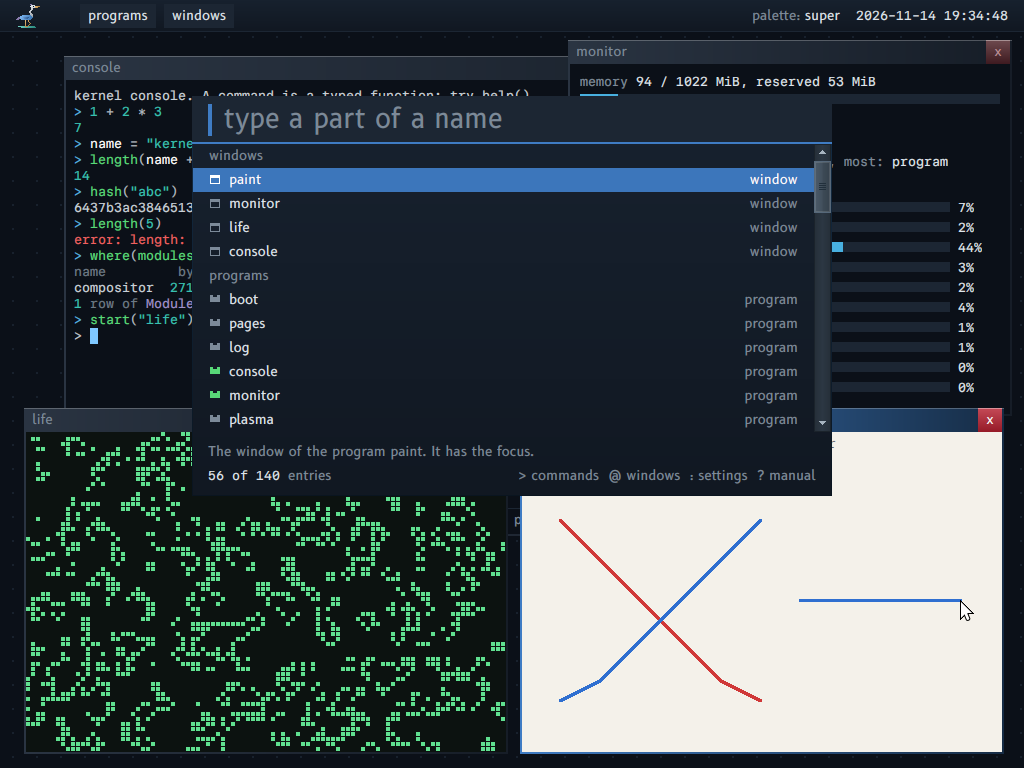 programs windows
palette: super 2026-11-14 19:34:48
console
kernel console. A command is a typed function: try help()
> 1 + 2 * 3
7
> name = "kerne
> length(name +
14
> hash("abc")
6437b3ac3846513
> length(5)
error: length:
> where(modules
name by
compositor 271
1 row of Module
> start("life")
>
monitor x
memory 94 / 1022 MiB, reserved 53 MiB
, most: program
7%
2%
44%
3%
2%
4%
1%
1%
0%
0%
type a part of a name
windows
paint window
monitor window
life window
console window
programs
boot program
pages program
log program
console program
monitor program
plasma program
The window of the program paint. It has the focus.
56 of 140 entries > commands @ windows : settings ? manual
life
x